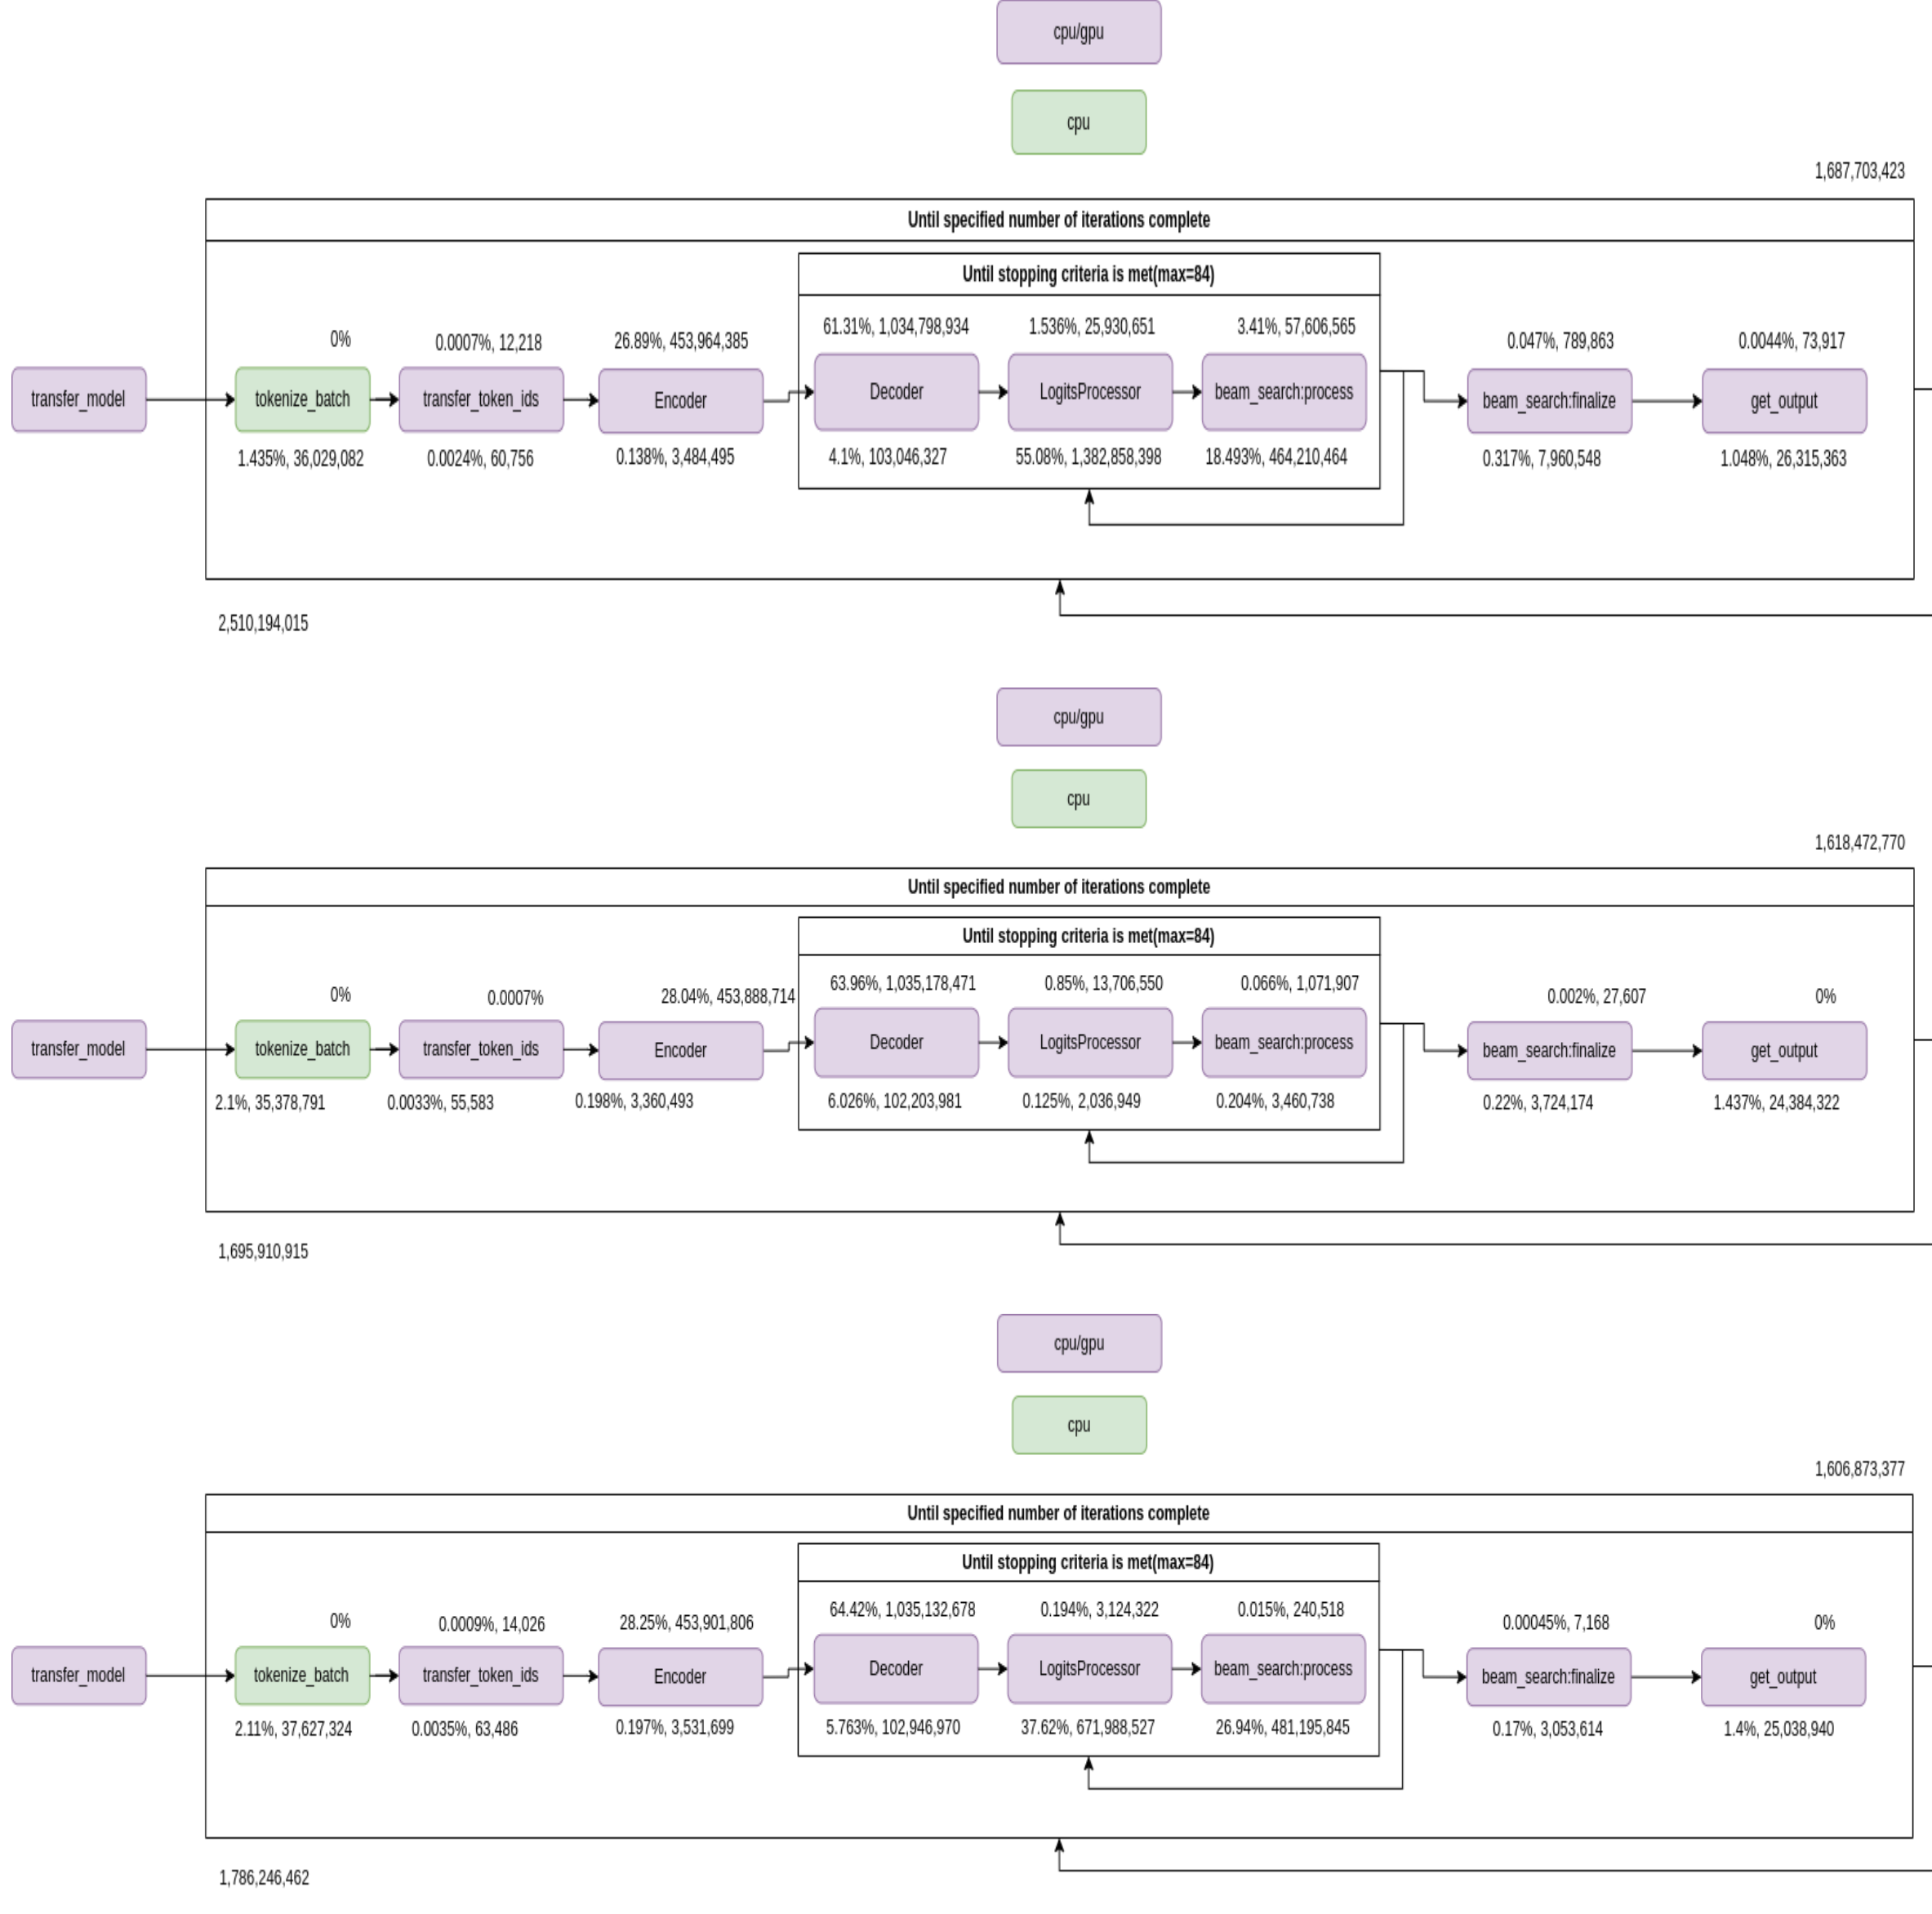 cpu/gpu
cpu
1,687,703,423
Until specified number of iterations complete
Until stopping criteria is met(max=84)
0%
0.0007%, 12,218
26.89%, 453,964,385
61.31%, 1,034,798,934
1.536%, 25,930,651
3.41%, 57,606,565
0.047%, 789,863
0.0044%, 73,917
transfer_model
tokenize_batch
transfer_token_ids
Encoder
Decoder
LogitsProcessor
beam_search:process
beam_search:finalize
get_output
1.435%, 36,029,082
0.0024%, 60,756
0.138%, 3,484,495
4.1%, 103,046,327
55.08%, 1,382,858,398
18.493%, 464,210,464
0.317%, 7,960,548
1.048%, 26,315,363
2,510,194,015
cpu/gpu
cpu
1,618,472,770
Until specified number of iterations complete
Until stopping criteria is met(max=84)
0%
0.0007%
28.04%, 453,888,714
63.96%, 1,035,178,471
0.85%, 13,706,550
0.066%, 1,071,907
0.002%, 27,607
0%
transfer_model
tokenize_batch
transfer_token_ids
Encoder
Decoder
LogitsProcessor
beam_search:process
beam_search:finalize
get_output
2.1%, 35,378,791
0.0033%, 55,583
0.198%, 3,360,493
6.026%, 102,203,981
0.125%, 2,036,949
0.204%, 3,460,738
0.22%, 3,724,174
1.437%, 24,384,322
1,695,910,915
cpu/gpu
cpu
1,606,873,377
Until specified number of iterations complete
Until stopping criteria is met(max=84)
0%
0.0009%, 14,026
28.25%, 453,901,806
64.42%, 1,035,132,678
0.194%, 3,124,322
0.015%, 240,518
0.00045%, 7,168
0%
transfer_model
tokenize_batch
transfer_token_ids
Encoder
Decoder
LogitsProcessor
beam_search:process
beam_search:finalize
get_output
2.11%, 37,627,324
0.0035%, 63,486
0.197%, 3,531,699
5.763%, 102,946,970
37.62%, 671,988,527
26.94%, 481,195,845
0.17%, 3,053,614
1.4%, 25,038,940
1,786,246,462